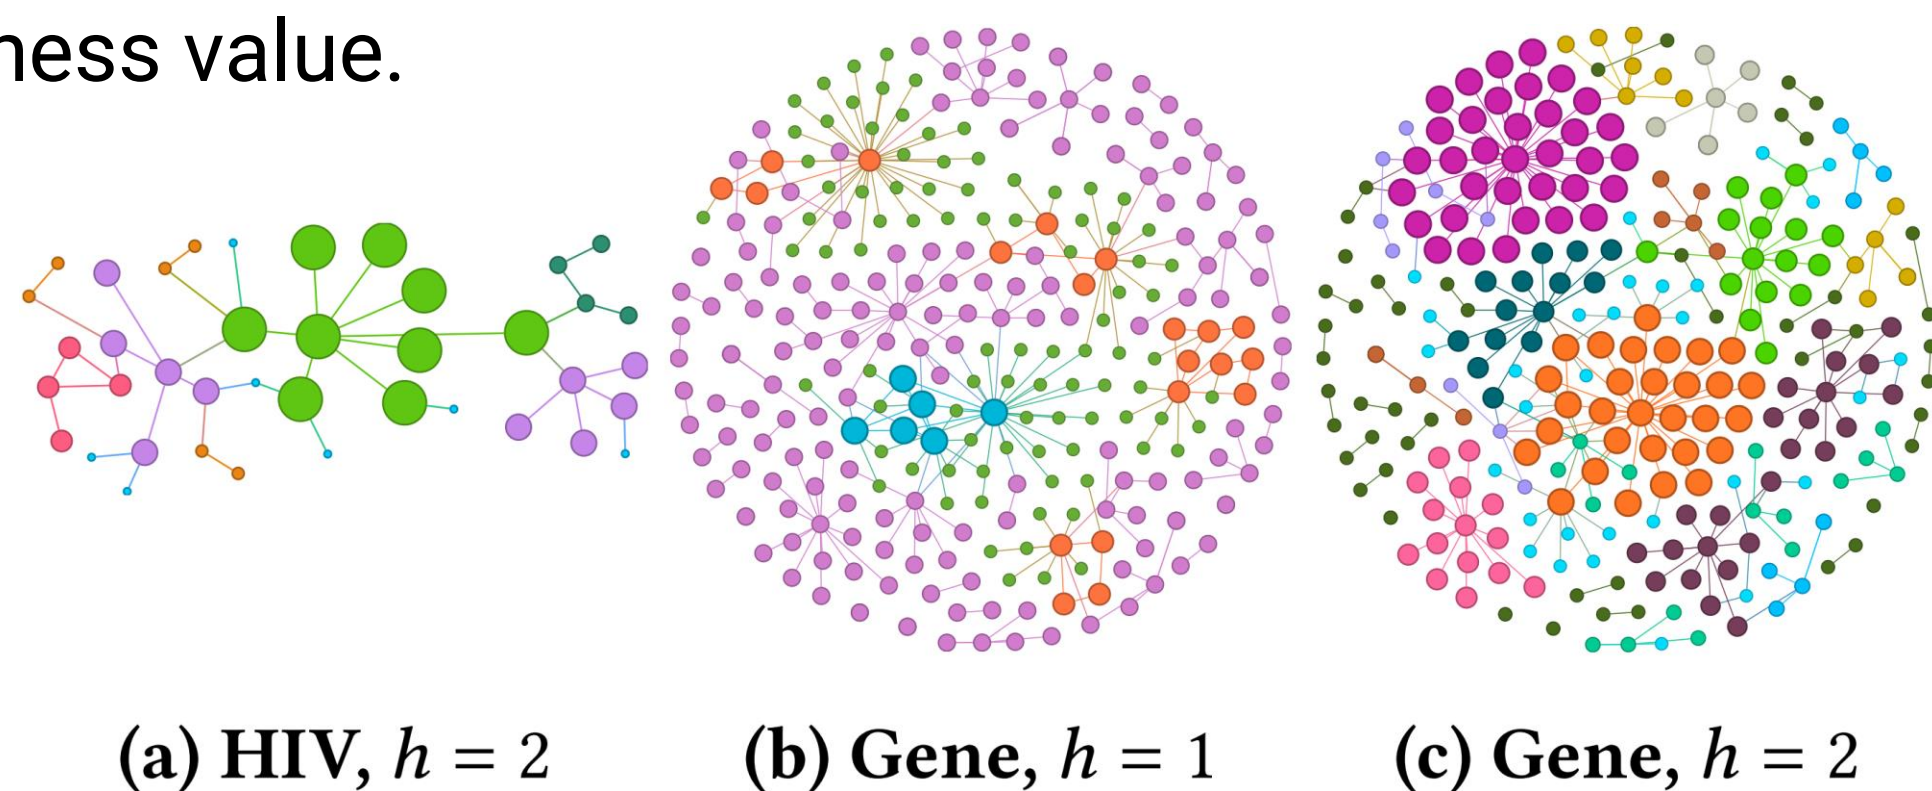 ness value.
(a) HIV, h = 2
(b) Gene, h = 1
(c) Gene, h = 2